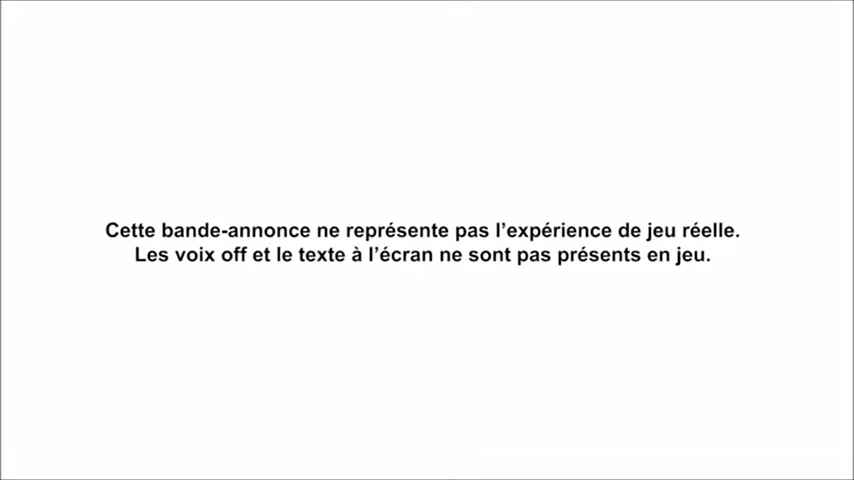 Cette bande-annonce ne représente pas l’expérience de jeu réelle.
Les voix off et le texte à l’écran ne sont pas présents en jeu.